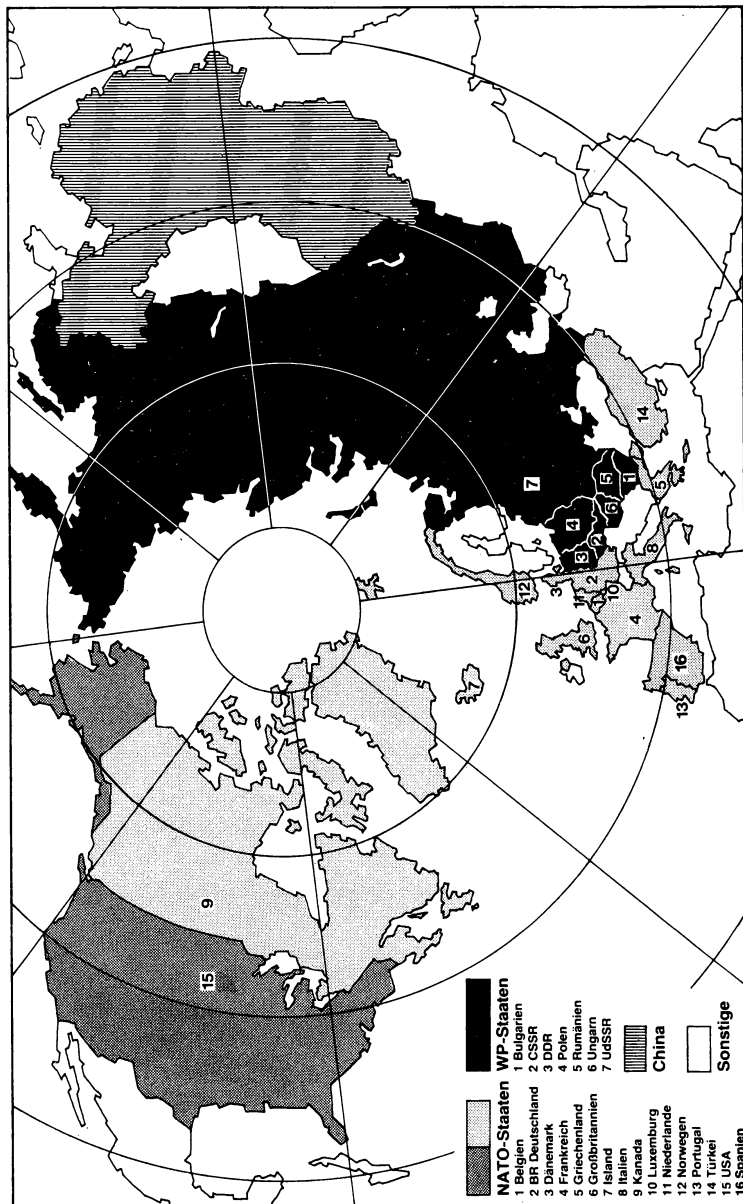 NATO-Staaten
1 Belgien
2 BR Deutschland
3 Dänemark
4 Frankreich
5 Griechenland
6 Großbritannien
7 Island
8 Italien
9 Kanada
10 Luxemburg
11 Niederlande
12 Norwegen
13 Portugal
14 Türkei
15 USA
16 Spanien
WP-Staaten
1 Bulgarien
2 CSSR
3 DDR
4 Polen
5 Rumänien
6 Ungarn
7 UdSSR
China
Sonstige
15
9
7
13
16
6
4
11
1
10
2
3
12
8
3
2
4
6
5
1
5
7
14